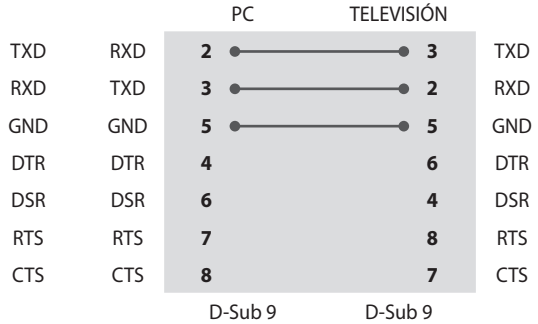 PC TELEVISIÓN
TXD RXD 2 3 TXD
RXD TXD 3 2 RXD
GND GND 5 5 GND
DTR DTR 4 6 DTR
DSR DSR 6 4 DSR
RTS RTS 7 8 RTS
CTS CTS 8 7 CTS
D-Sub 9 D-Sub 9